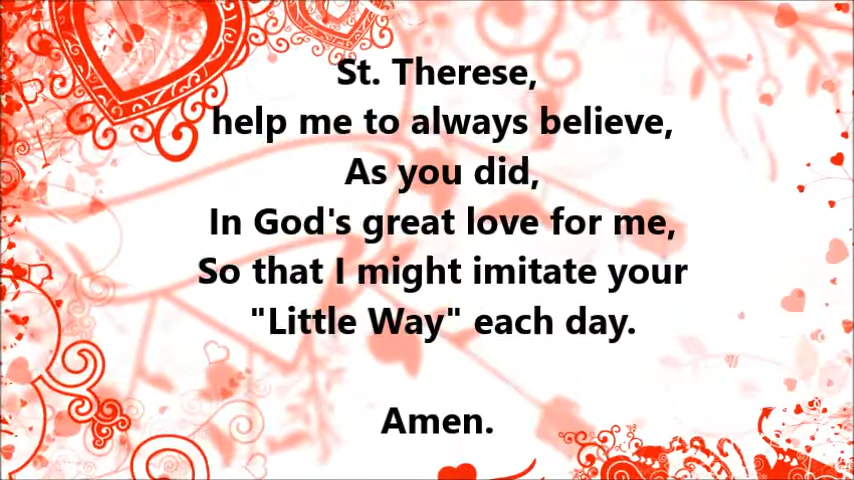 St. Therese,
help me to always believe,
As you did,
In God's great love for me,
So that I might imitate your
"Little Way" each day.
Amen.